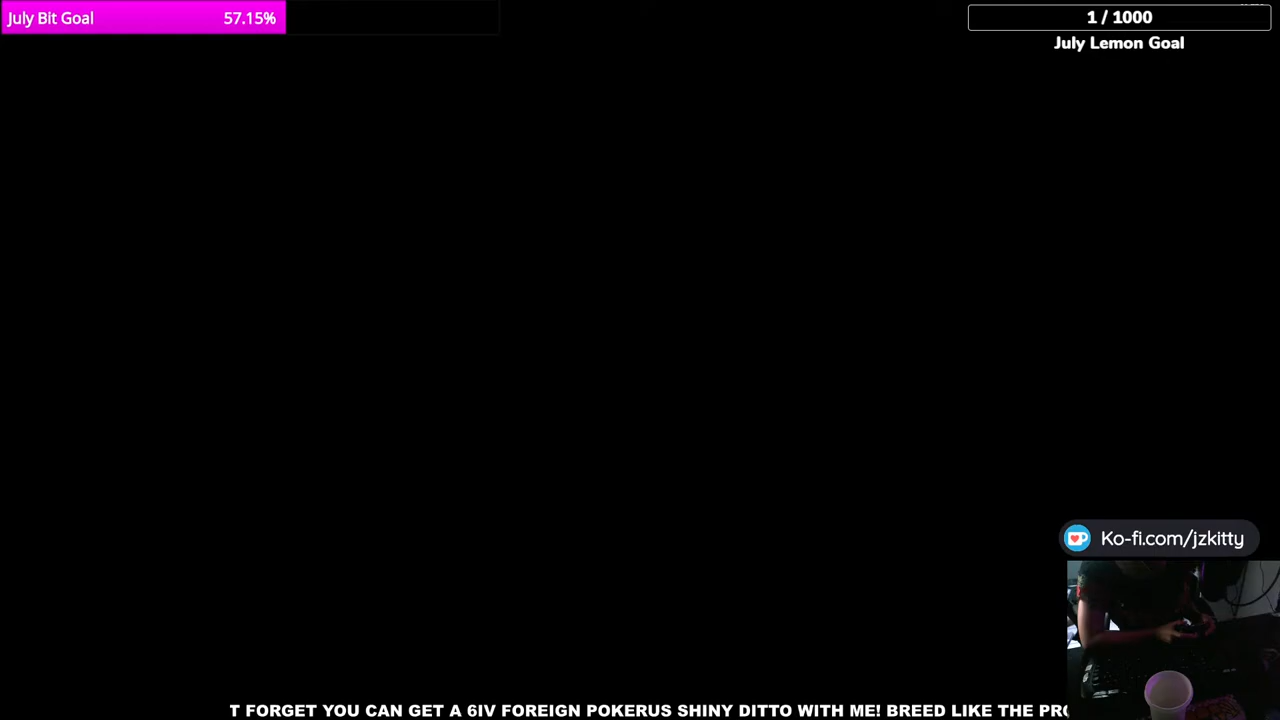 July Bit Goal 57.15%
1 / 1000
July Lemon Goal
Ko-fi.com/jzkitty
T FORGET YOU CAN GET A 6IV FOREIGN POKERUS SHINY DITTO WITH ME! BREED LIKE THE PRO